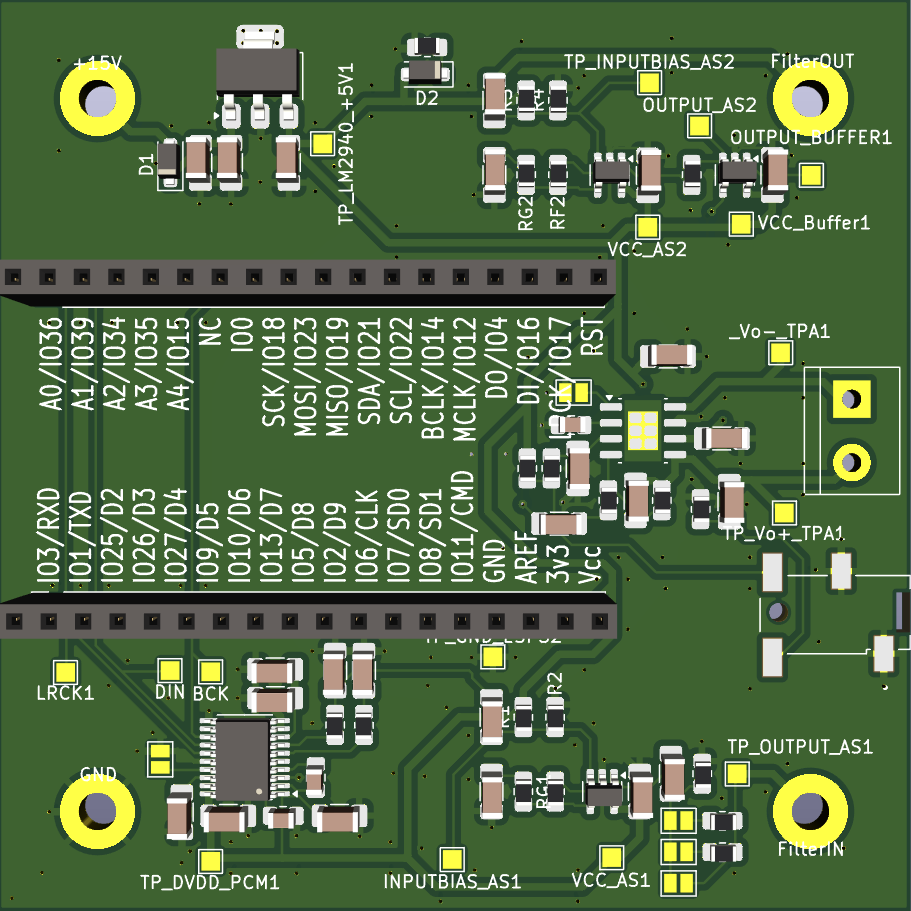 +15V
D1
TP_LM2940_+5V1
D2
R4
TP_INPUTBIAS_AS2
FilterOUT
OUTPUT_AS2
OUTPUT_BUFFER1
RG2
RF2
VCC_AS2
VCC_Buffer1
A0/IO36
A1/IO39
A2/IO34
A3/IO35
A4/IO15
NC
IO0
SCK/IO18
MOSI/IO23
MISO/IO19
SDA/IO21
SCL/IO22
BCLK/IO14
MCLK/IO12
DO/IO4
DI/IO16
CK/IO17
RST
_Vo-_TPA1
IO3/RXD
IO1/TXD
IO25/D2
IO26/D3
IO27/D4
IO9/D5
IO10/D6
IO13/D7
IO5/D8
IO2/D9
IO6/CLK
IO7/SD0
IO8/SD1
IO11/CMD
GND
AREF
3v3
Vcc
TP_Vo+_TPA1
LRCK1
DIN
BCK
R1
R2
GND
RG1
TP_OUTPUT_AS1
FilterIN
TP_DVDD_PCM1
INPUTBIAS_AS1
VCC_AS1